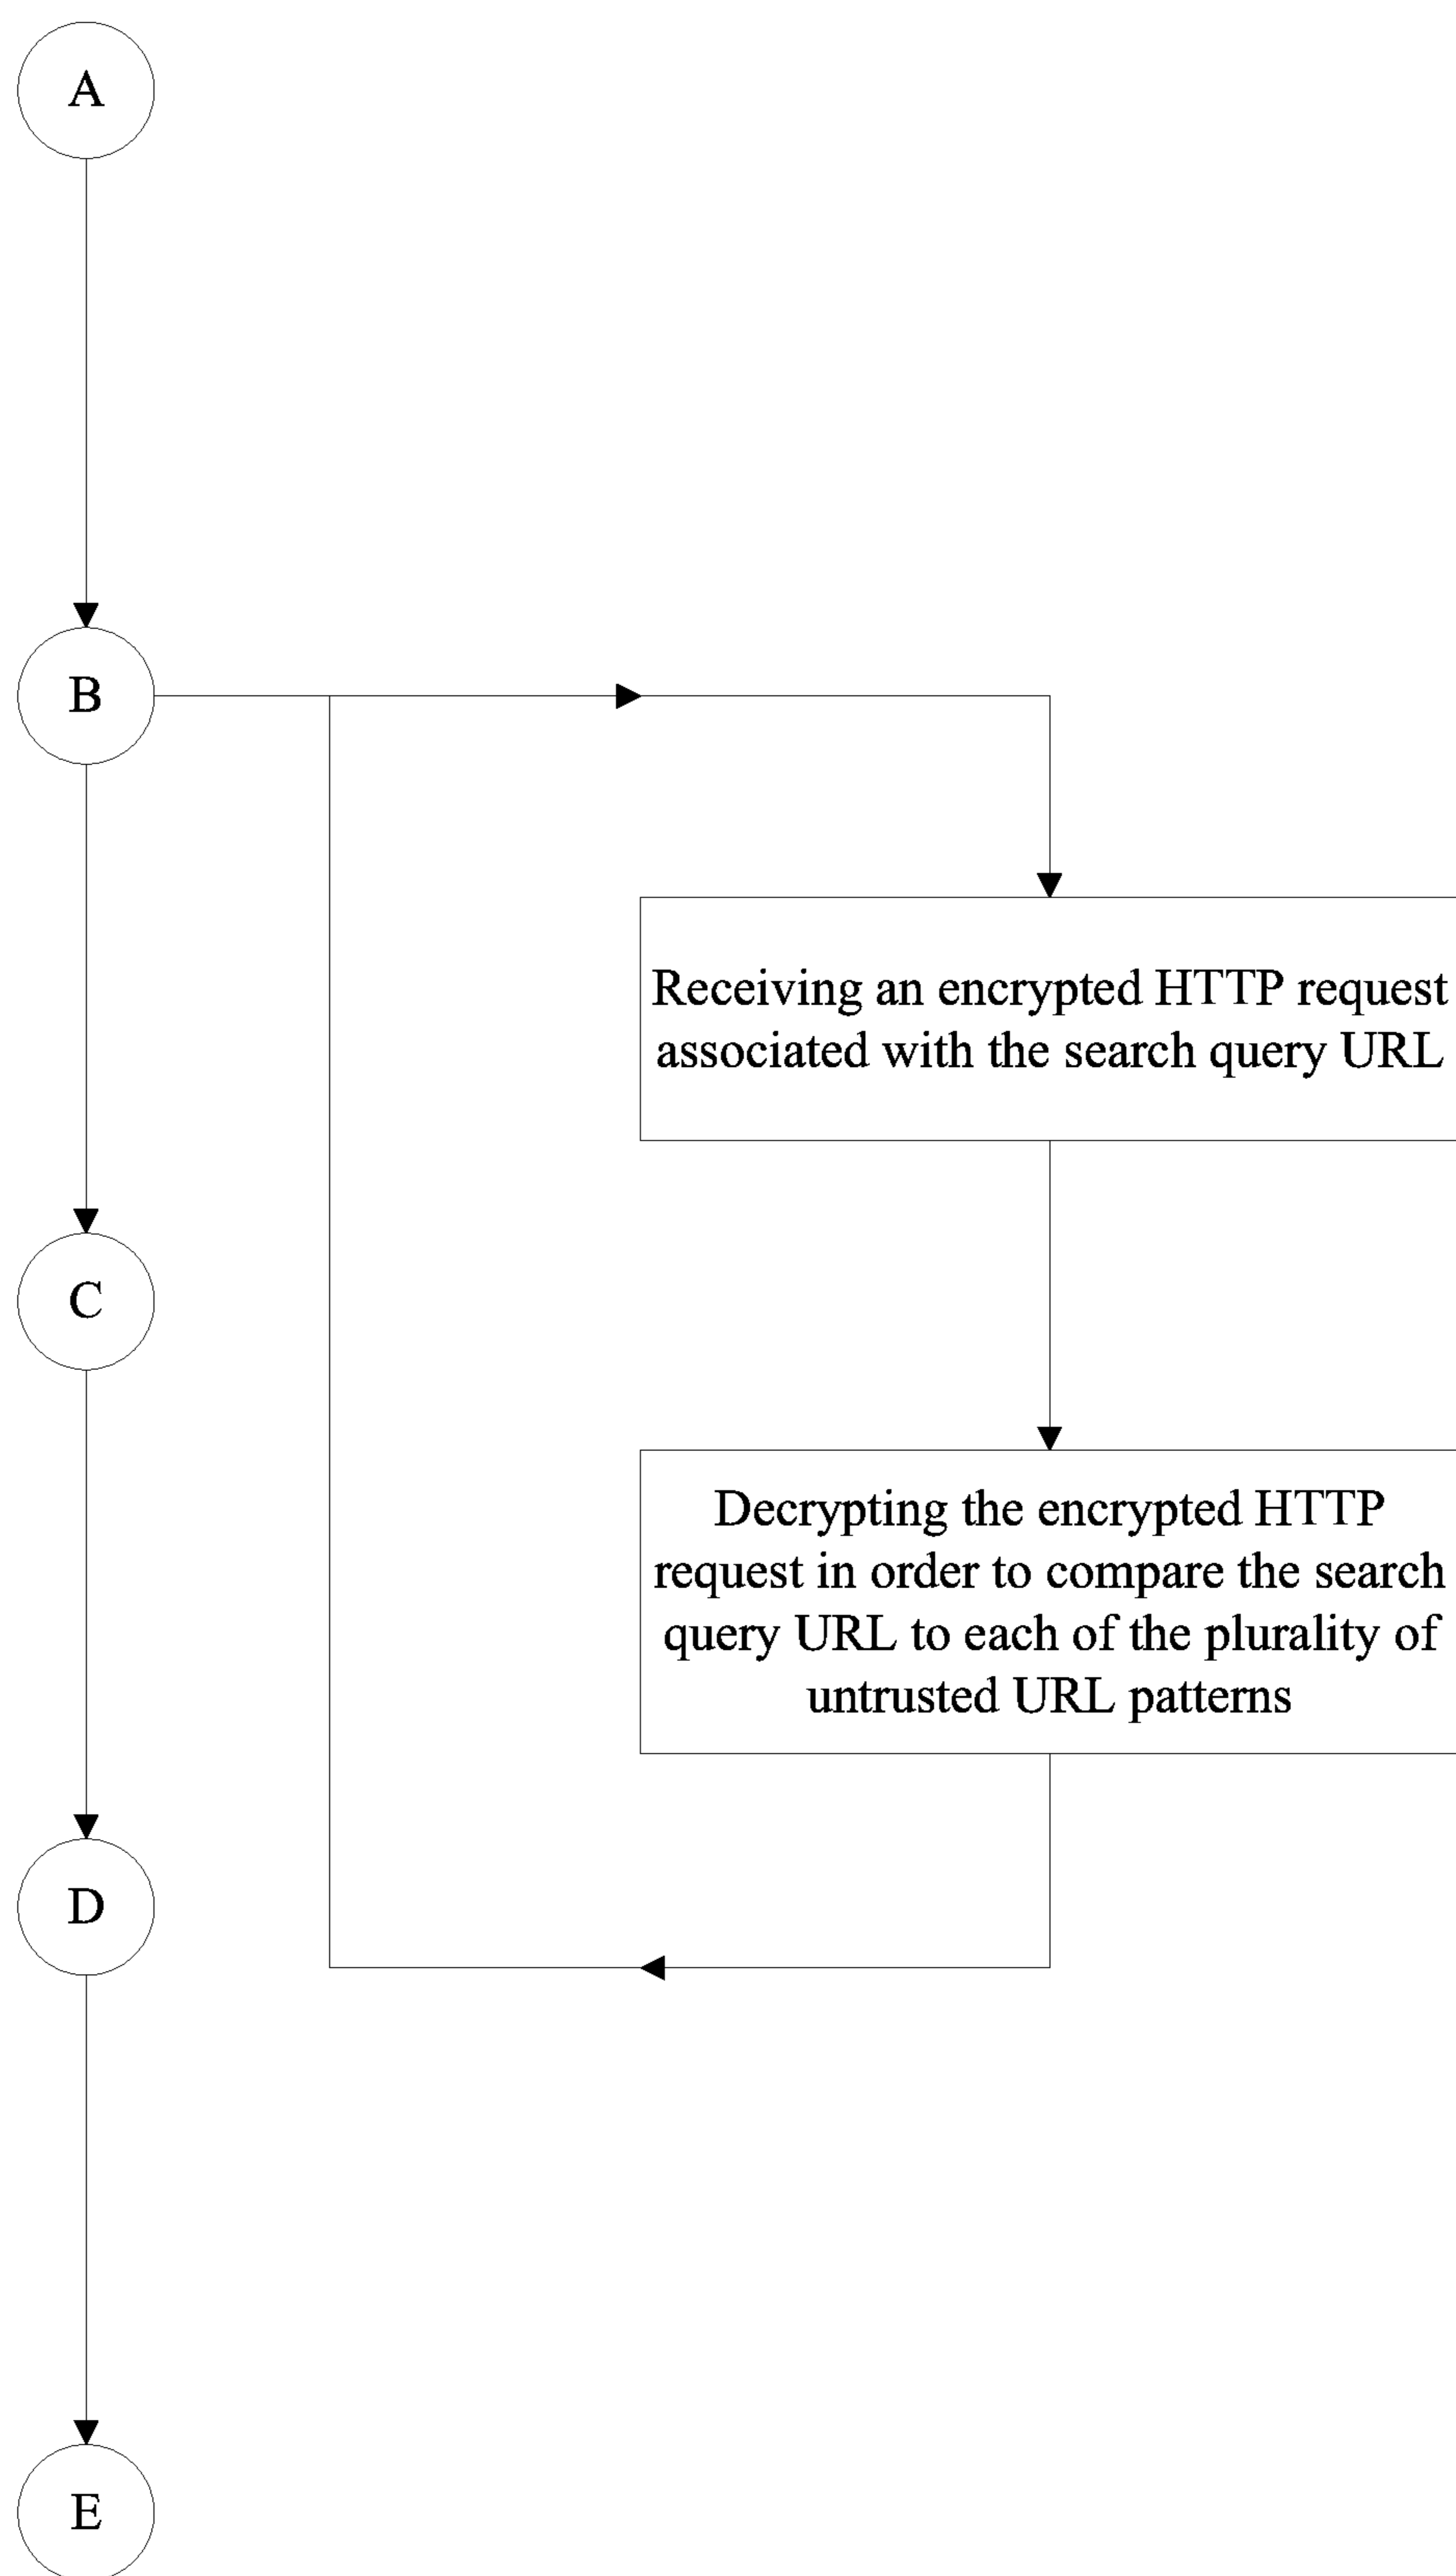 A
B
Receiving an encrypted HTTP request
associated with the search query URL
C
Decrypting the encrypted HTTP
request in order to compare the search
query URL to each of the plurality of
untrusted URL patterns
D
E